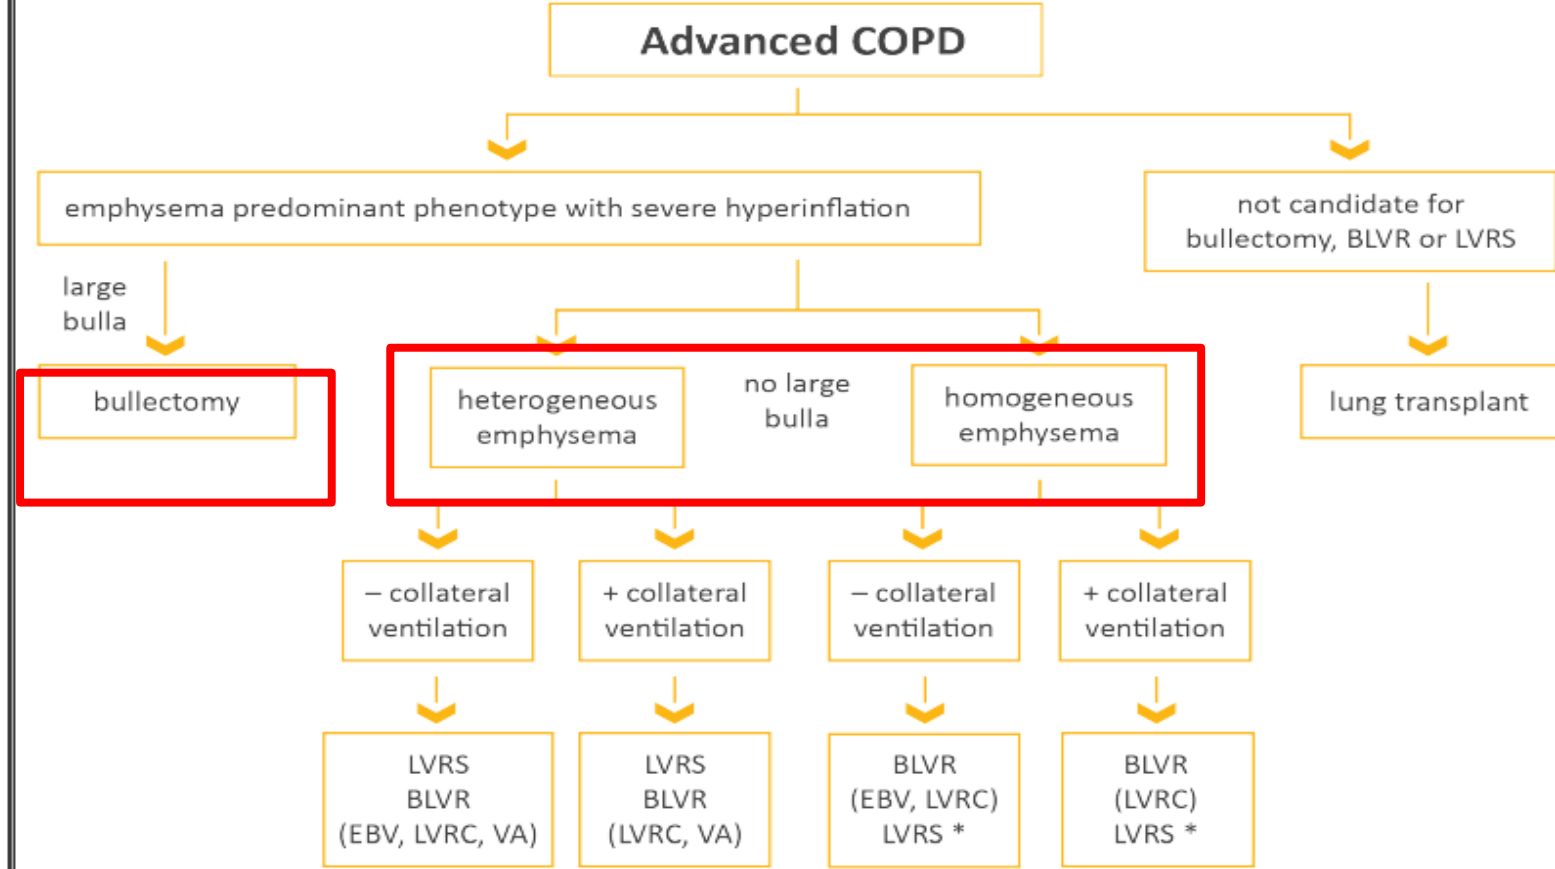 Advanced COPD
emphysema predominant phenotype with severe hyperinflation
not candidate for
bullectomy, BLVR or LVRS
large
bulla
bullectomy
heterogeneous
emphysema
no large
bulla
homogeneous
emphysema
lung transplant
– collateral
ventilation
+ collateral
ventilation
– collateral
ventilation
+ collateral
ventilation
LVRS
BLVR
(EBV, LVRC, VA)
LVRS
BLVR
(LVRC, VA)
BLVR
(EBV, LVRC)
LVRS *
BLVR
(LVRC)
LVRS *